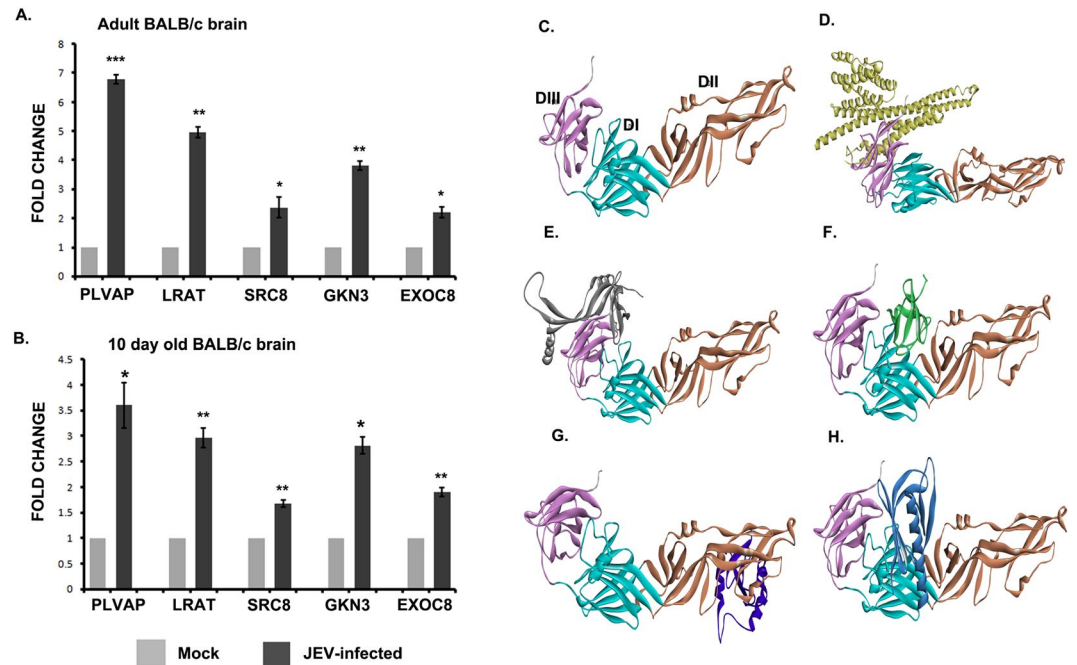 A.
Adult BALB/c brain
FOLD CHANGE
8
7
6
5
4
3
2
1
0
***
**
*
**
*
PLVAP LRAT SRC8 GKN3 EXOC8
B.
10 day old BALB/c brain
FOLD CHANGE
4.5
4
3.5
3
2.5
2
1.5
1
0.5
0
*
**
**
*
**
PLVAP LRAT SRC8 GKN3 EXOC8
Mock JEV-infected
C.
DIII
DI
DII
D.
E.
F.
G.
H.